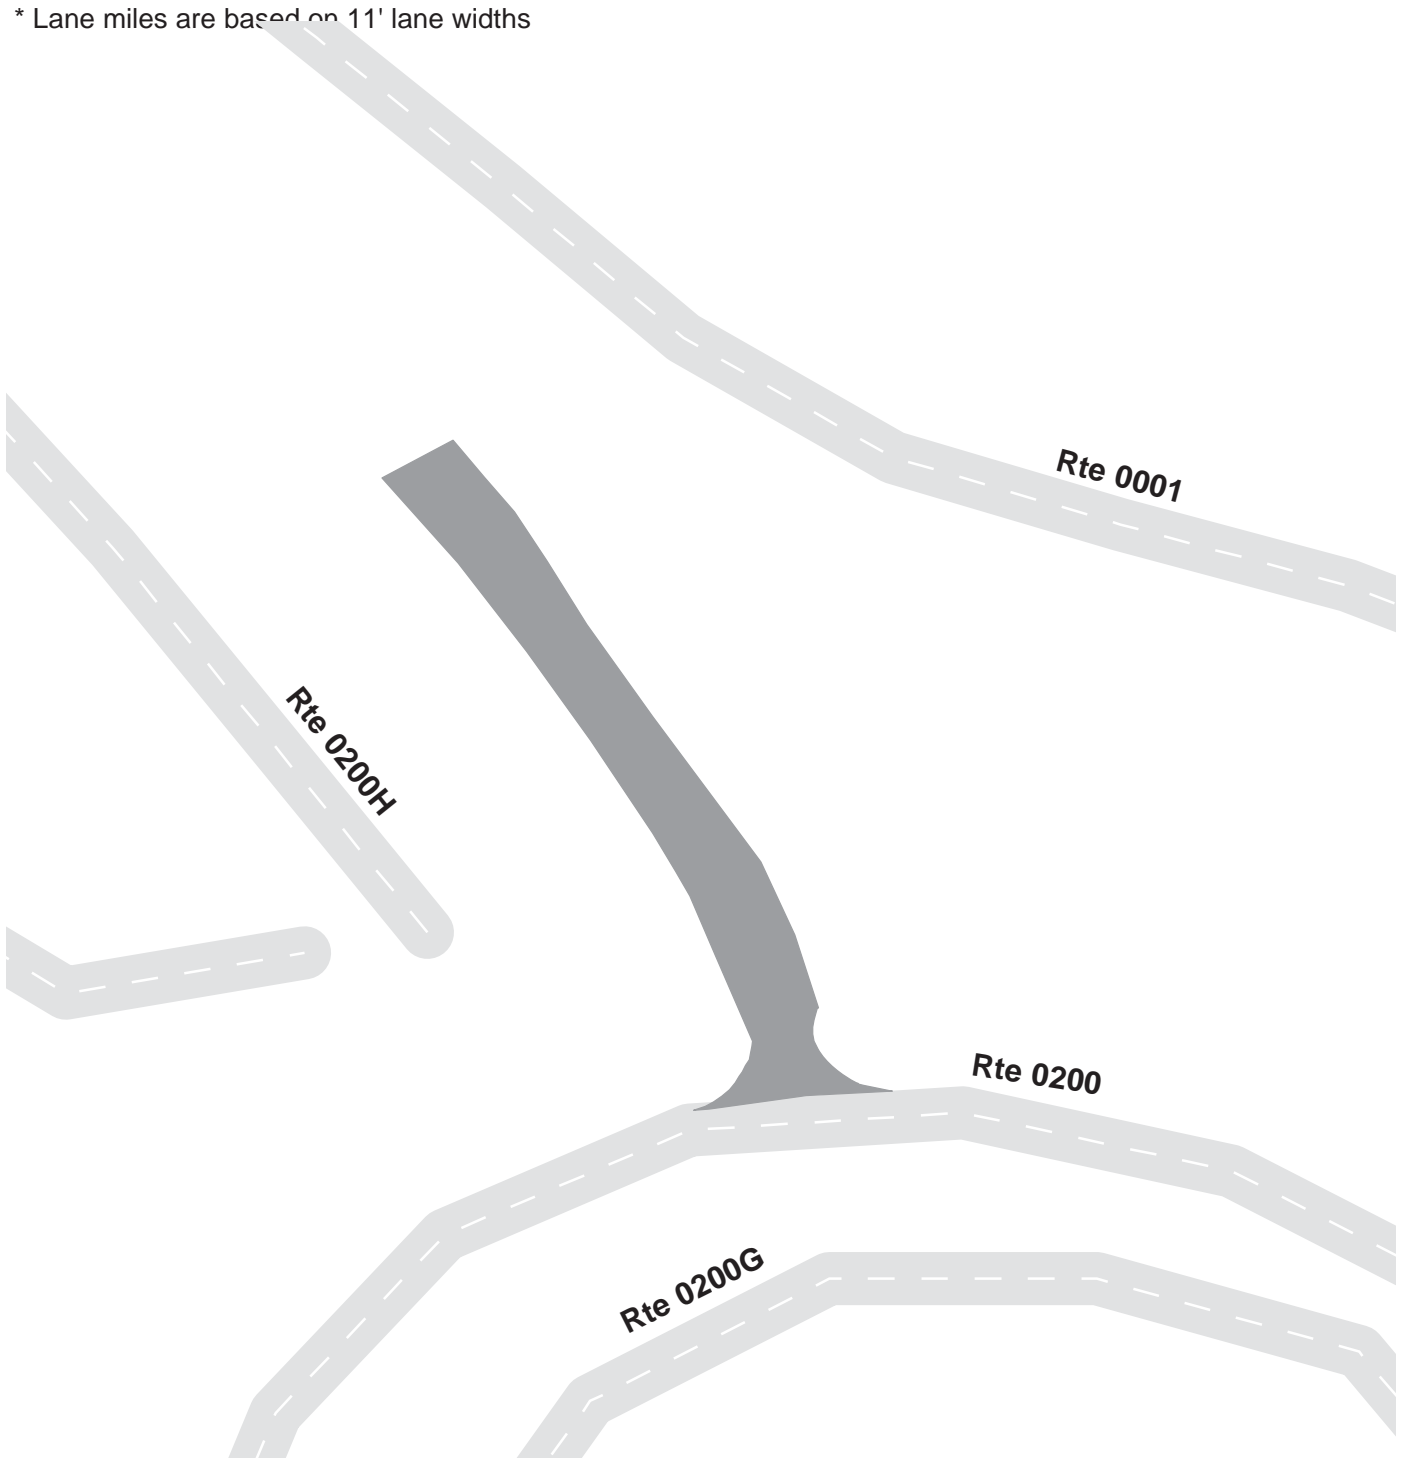 * Lane miles are based on 11' lane widths
Rte 0001
Rte 0200H
Rte 0200
Rte 0200G